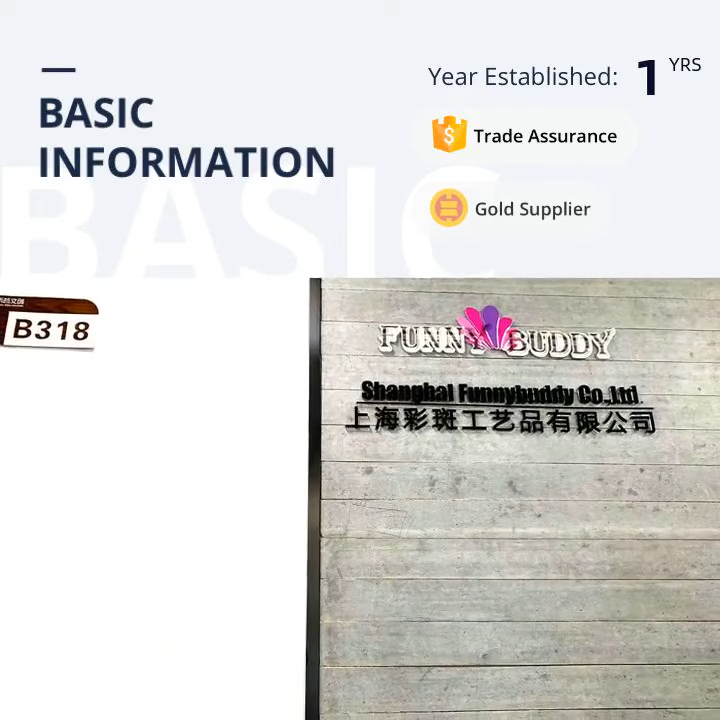 BASIC
INFORMATION
Year Established: 1 YRS
Trade Assurance
Gold Supplier
BASIC
B318
FUNNY BUDDY
Shanghai Funnybuddy Co.,Ltd.
上海彩斑工艺品有限公司